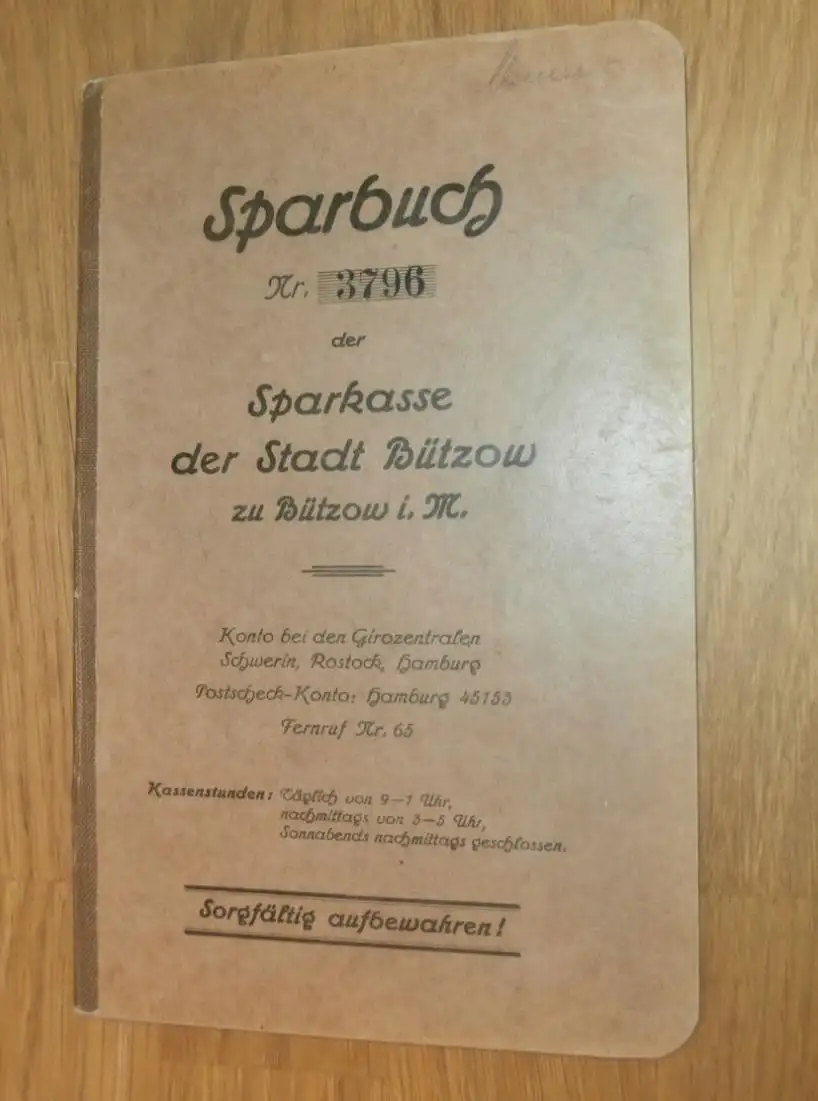 Sparbuch
Nr. 3796
der
Sparkasse
der Stadt Bützow
zu Bützow i. M.
Konto bei den Girozentralen
Schwerin, Rostock, Hamburg
Postscheck-Konto: Hamburg 45153
Fernruf Nr. 65
Kassenstunden: Täglich von 9–1 Uhr,
nachmittags von 3–5 Uhr,
Sonnabends nachmittags geschlossen.
Sorgfältig aufbewahren!